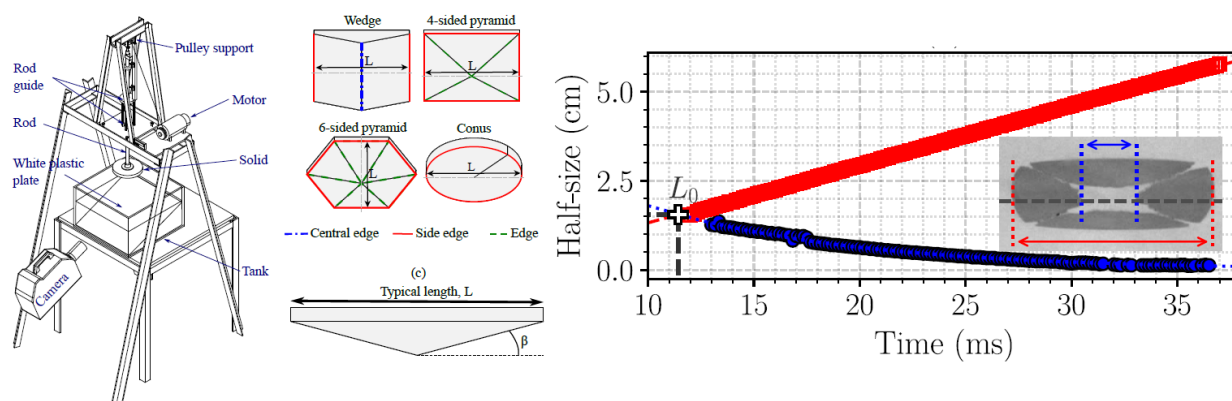 Pulley support
Rod
guide
Motor
Rod
White plastic
plate
Solid
Tank
Camera
Wedge
L
4-sided pyramid
L
6-sided pyramid
L
Conus
L
Central edge
Side edge
Edge
(c)
Typical length, L
β
Half-size (cm)
5.0
2.5
0.0
L0
10
15
20
25
30
35
Time (ms)